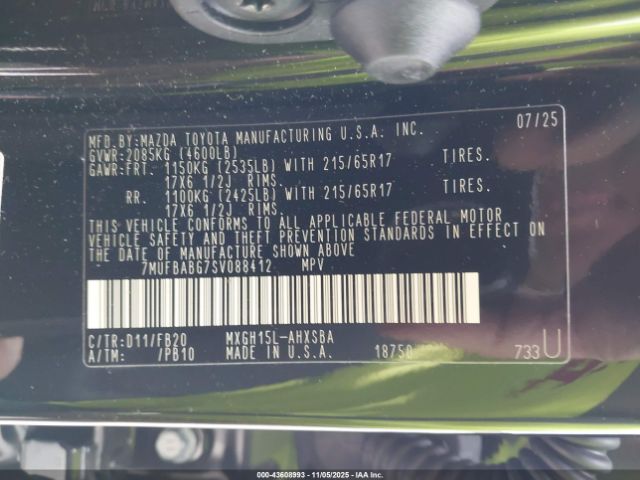 MFD.BY:MAZDA TOYOTA MANUFACTURING U.S.A. INC. 07/25
GVWR:2085KG (4600LB)
GAWR:FRT. 1150KG (2535LB) WITH 215/65R17 TIRES.
17X6 1/2J RIMS.
RR. 1100KG (2425LB) WITH 215/65R17 TIRES.
17X6 1/2J RIMS.
THIS VEHICLE CONFORMS TO ALL APPLICABLE FEDERAL MOTOR
VEHICLE SAFETY AND THEFT PREVENTION STANDARDS IN EFFECT ON
THE DATE OF MANUFACTURE SHOWN ABOVE
7MUFBABG7SV088412 MPV
C/TR:D11/FB20 MXGH15L-AHXSBA
A/TM: /PB10 MADE IN U.S.A. 18750 733U
000-43608993 - 11/05/2025 - IAA, Inc.